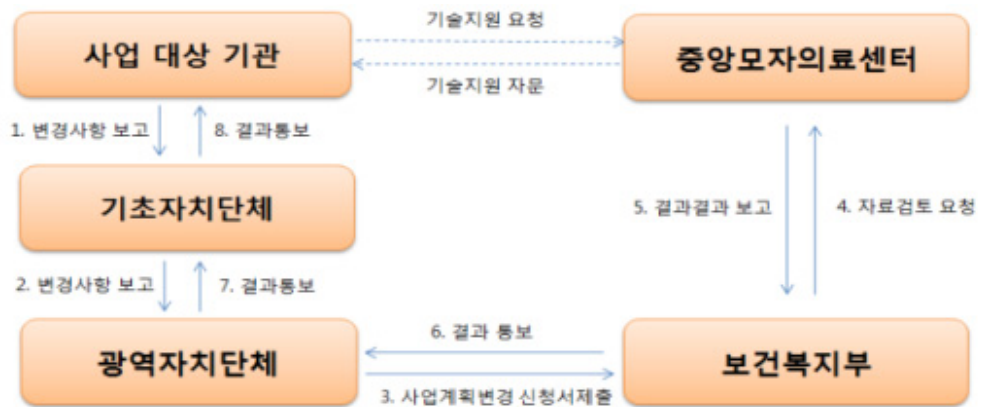 기술지원 요청
사업 대상 기관
중앙모자의료센터
기술지원 자문
1. 변경사항 보고
8. 결과통보
기초자치단체
5. 결과결과 보고
4. 자료검토 요청
2. 변경사항 보고
7. 결과통보
6. 결과 통보
광역자치단체
보건복지부
3. 사업계획변경 신청서제출